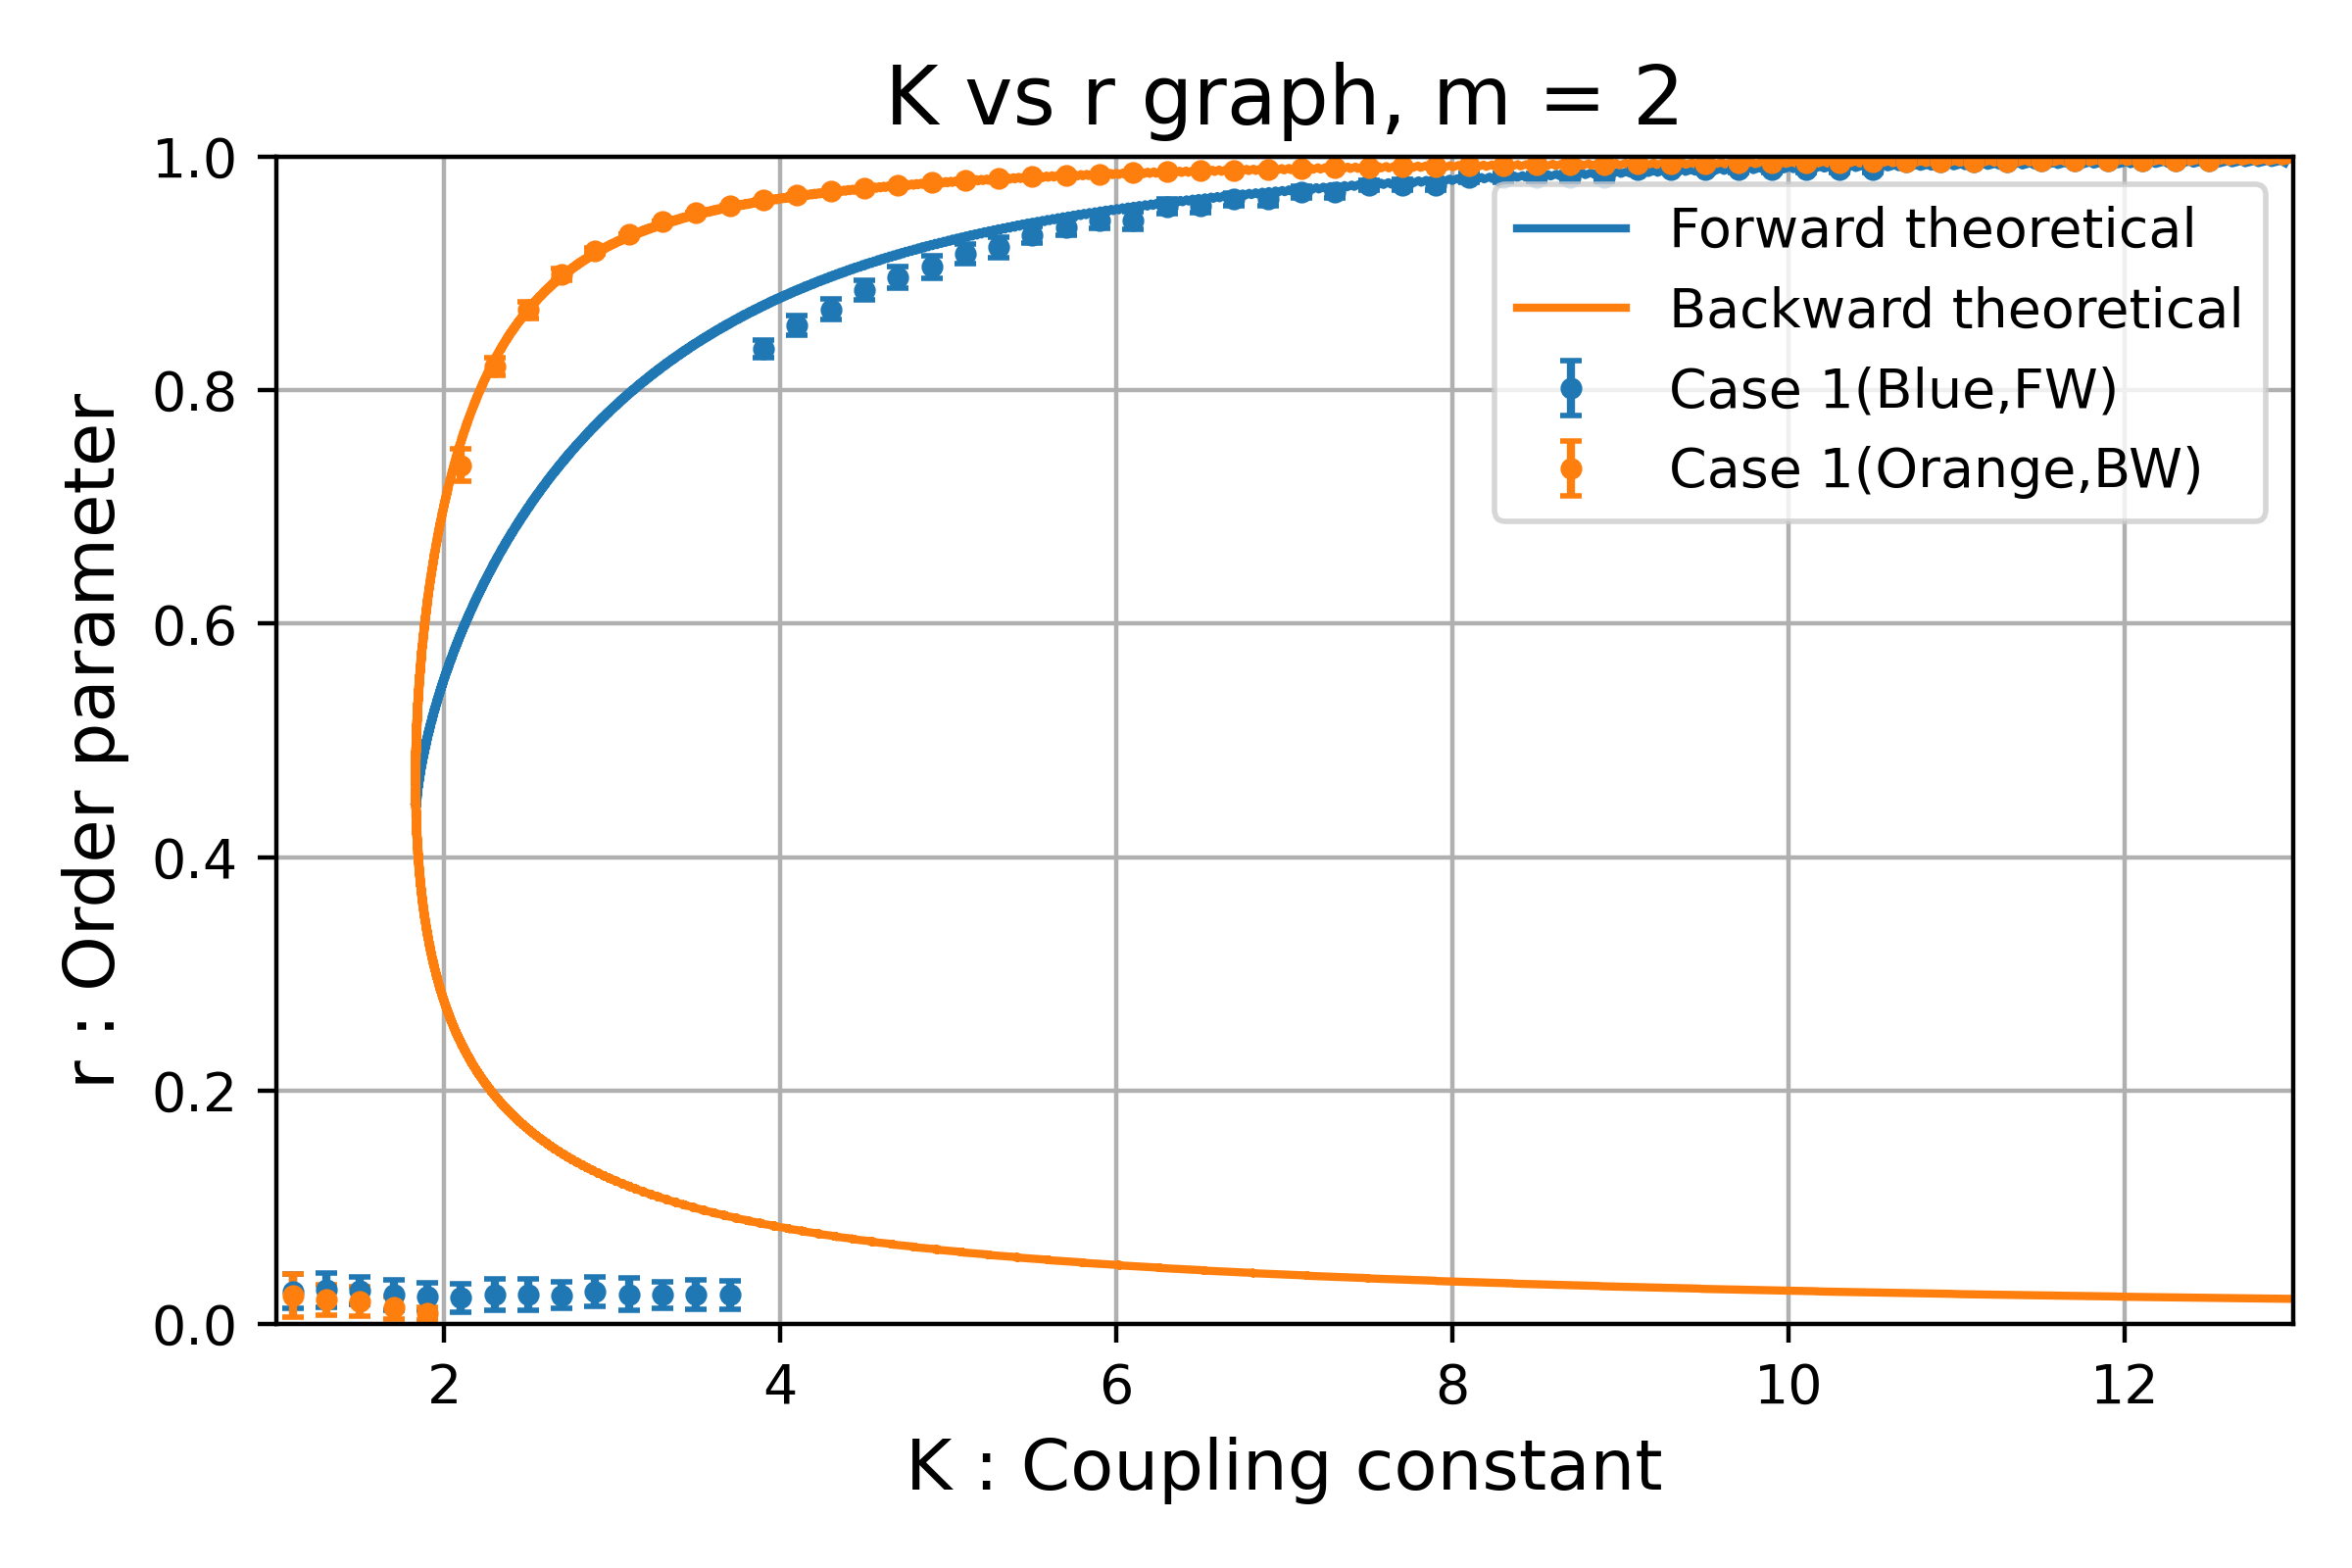 K vs r graph, m = 2
1.0
0.8
0.6
0.4
0.2
0.0
r : Order parameter
Forward theoretical
Backward theoretical
Case 1(Blue,FW)
Case 1(Orange,BW)
2 4 6 8 10 12
K : Coupling constant